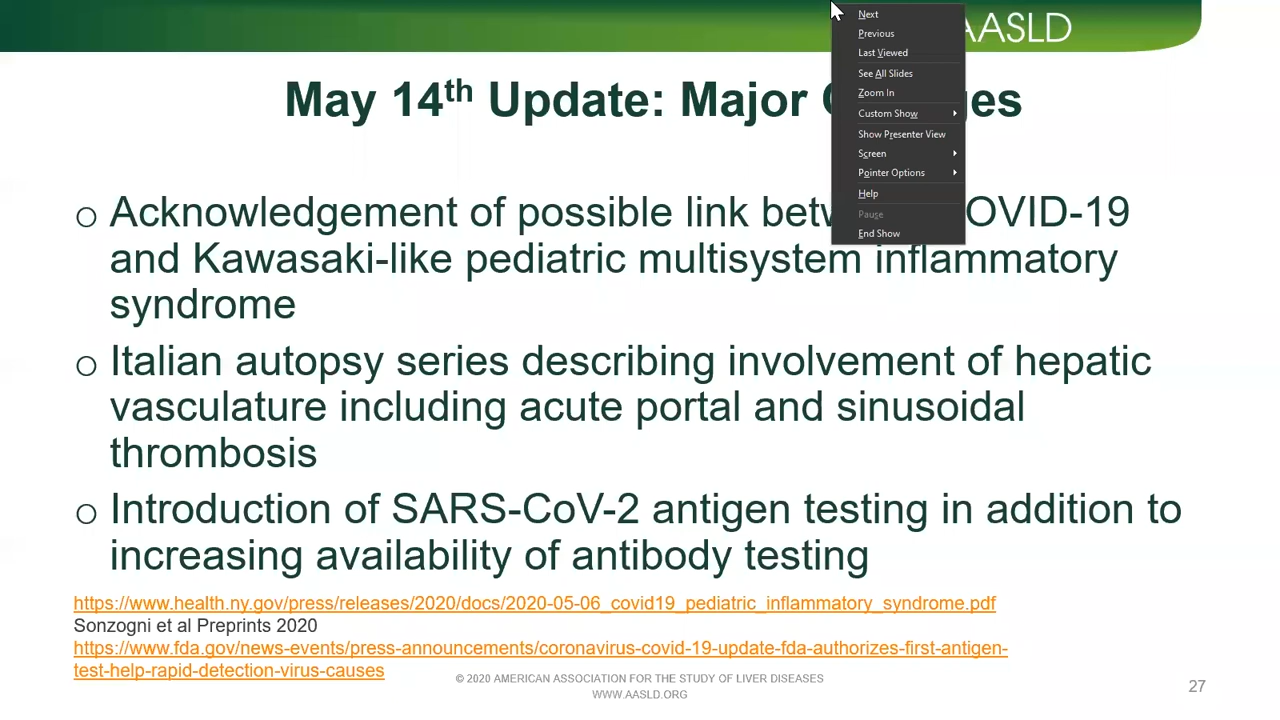 AASLD
Next
Previous
Last Viewed
See All Slides
Zoom In
Custom Show
Show Presenter View
Screen
Pointer Options
Help
Pause
End Show
May 14th Update: Major
Acknowledgement of possible link OVID-19
and Kawasaki-like pediatric multisystem inflammatory
syndrome
Italian autopsy series describing involvement of hepatic
vasculature including acute portal and sinusoidal
thrombosis
Introduction of SARS-CoV-2 antigen testing in addition to
increasing availability of antibody testing
https://www.health.ny.gov/press/releases/2020/docs/2020-05-06_covid19_pediatric_inflammatory_syndrome.pdf
Sonzogni et al Preprints 2020
https://www.fda.gov/news-events/press-announcements/coronavirus-covid-19-update-fda-authorizes-first-antigen-
test-help-rapid-detection-virus-causes
© 2020 AMERICAN ASSOCIATION FOR THE STUDY OF LIVER DISEASES
WWW.AASLD.ORG
27